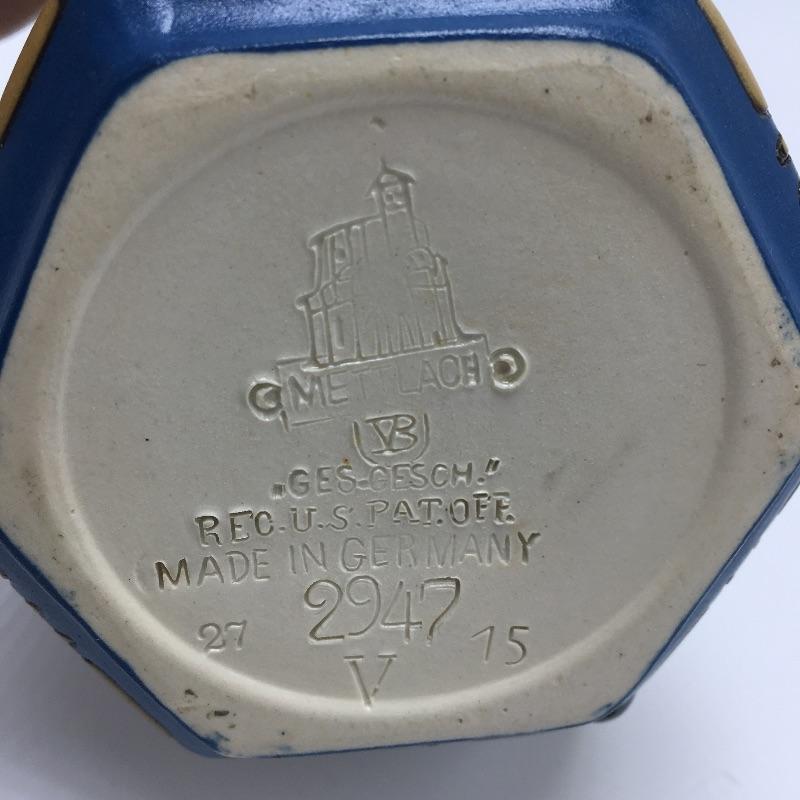 METTLACH
VB
„GES-GESCH."
REG.U.S.PAT.OFF.
MADE IN GERMANY
2947
27 15
V